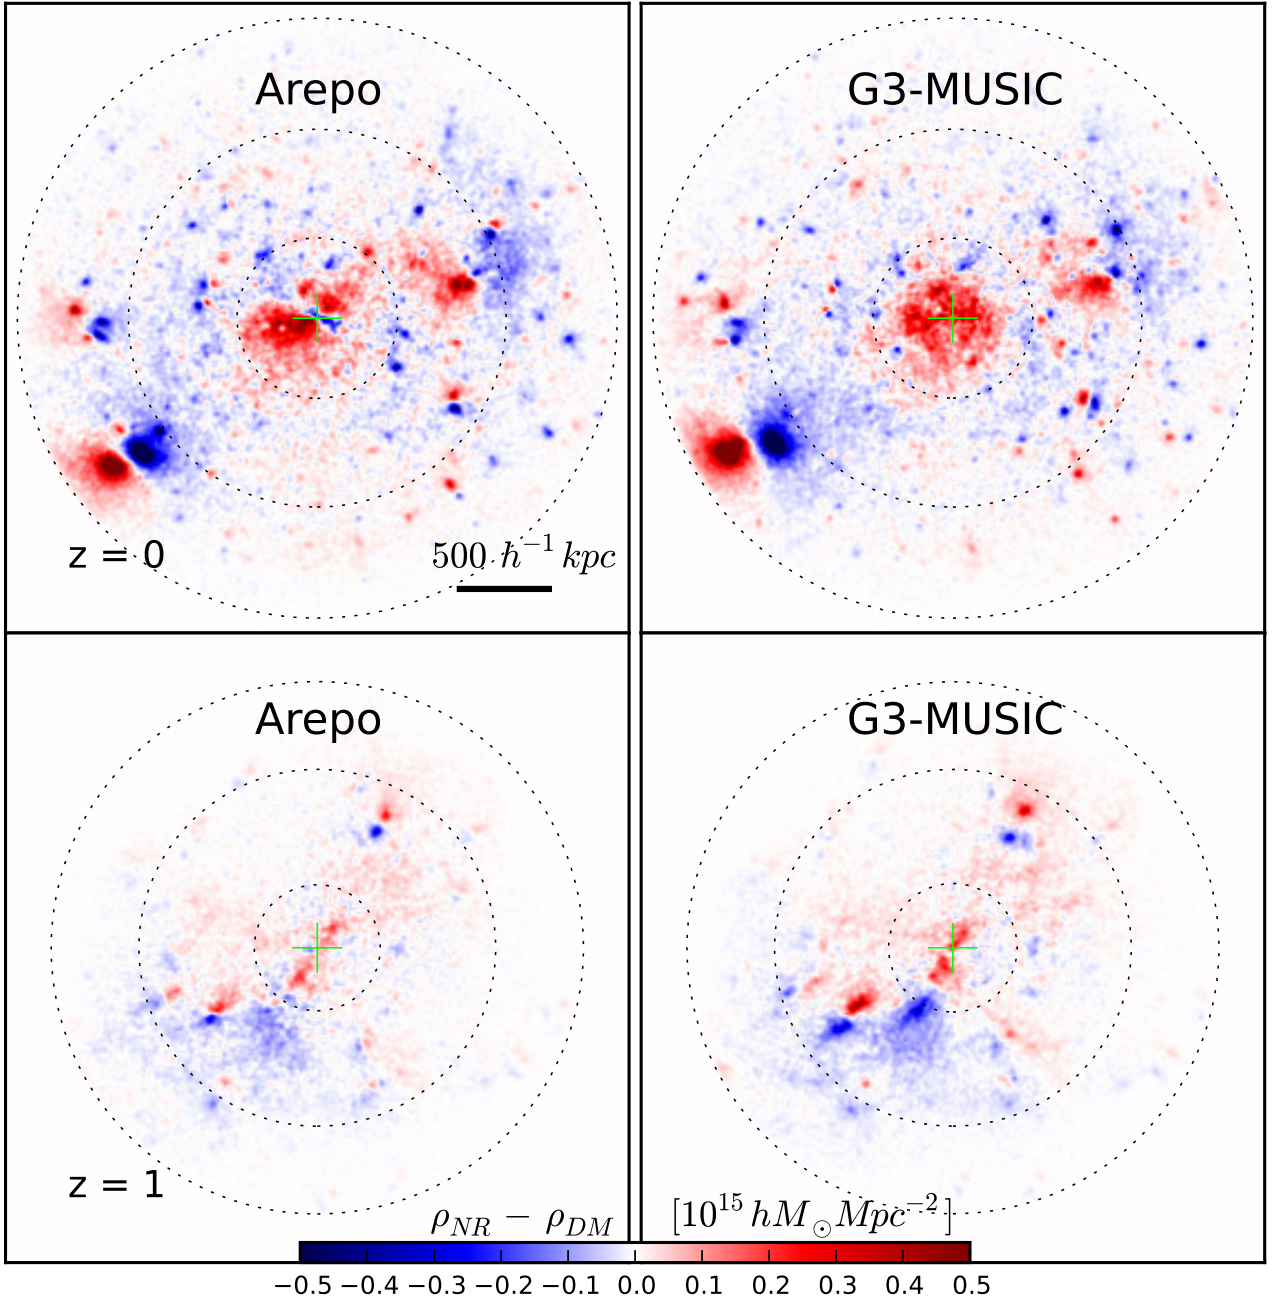 Arepo
G3-MUSIC
z = 0
500 h⁻¹ kpc
Arepo
G3-MUSIC
z = 1
ρ_NR − ρ_DM [10¹⁵ hM_⊙Mpc⁻²]
−0.5 −0.4 −0.3 −0.2 −0.1 0.0 0.1 0.2 0.3 0.4 0.5